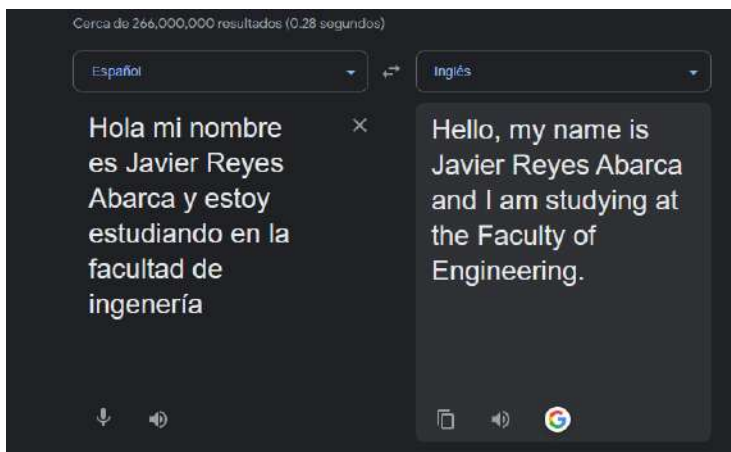 Cerca de 266,000,000 resultados (0.28 segundos)
Español
Inglés
Hola mi nombre
es Javier Reyes
Abarca y estoy
estudiando en la
facultad de
ingenería
Hello, my name is
Javier Reyes Abarca
and I am studying at
the Faculty of
Engineering.